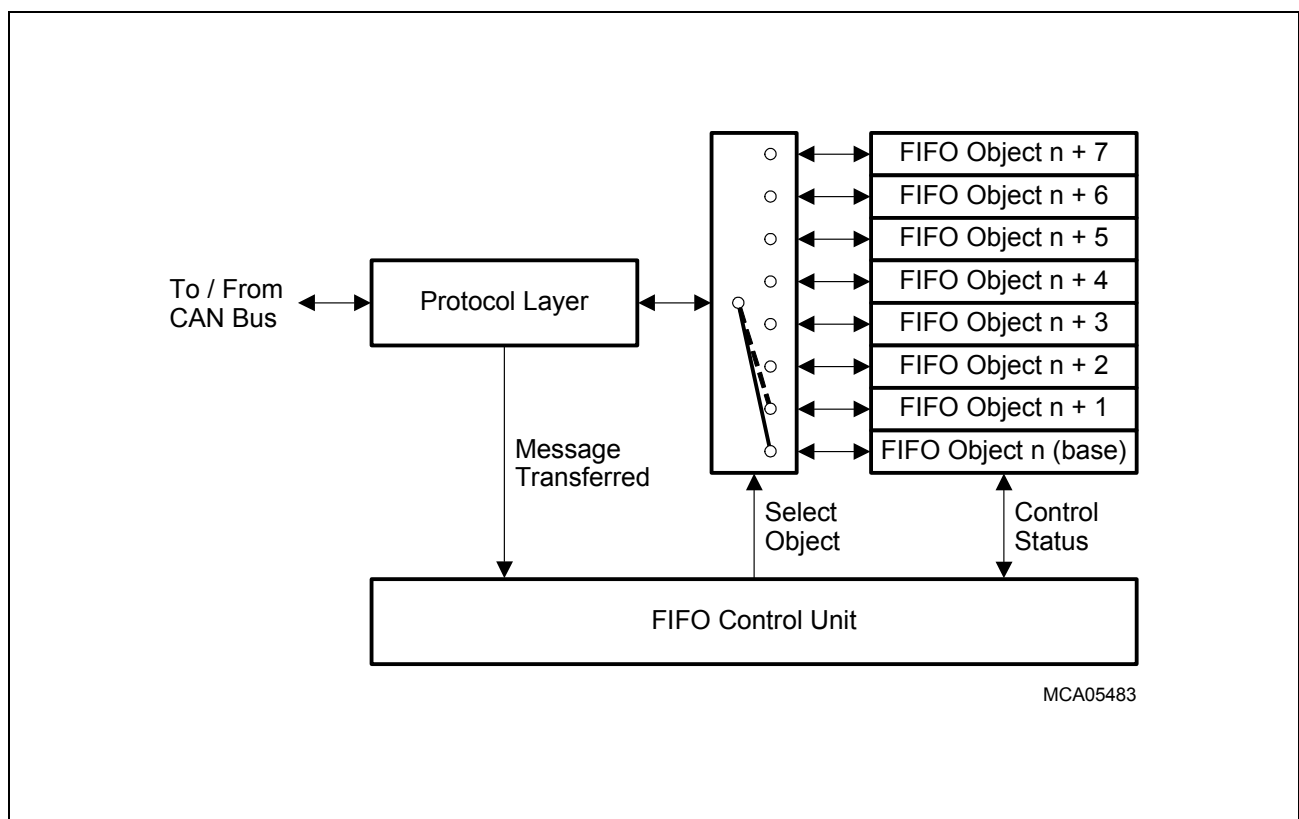 FIFO Object n + 7
FIFO Object n + 6
FIFO Object n + 5
FIFO Object n + 4
FIFO Object n + 3
FIFO Object n + 2
FIFO Object n + 1
FIFO Object n (base)
To / From
CAN Bus
Protocol Layer
Message
Transferred
Select
Object
Control
Status
FIFO Control Unit
MCA05483